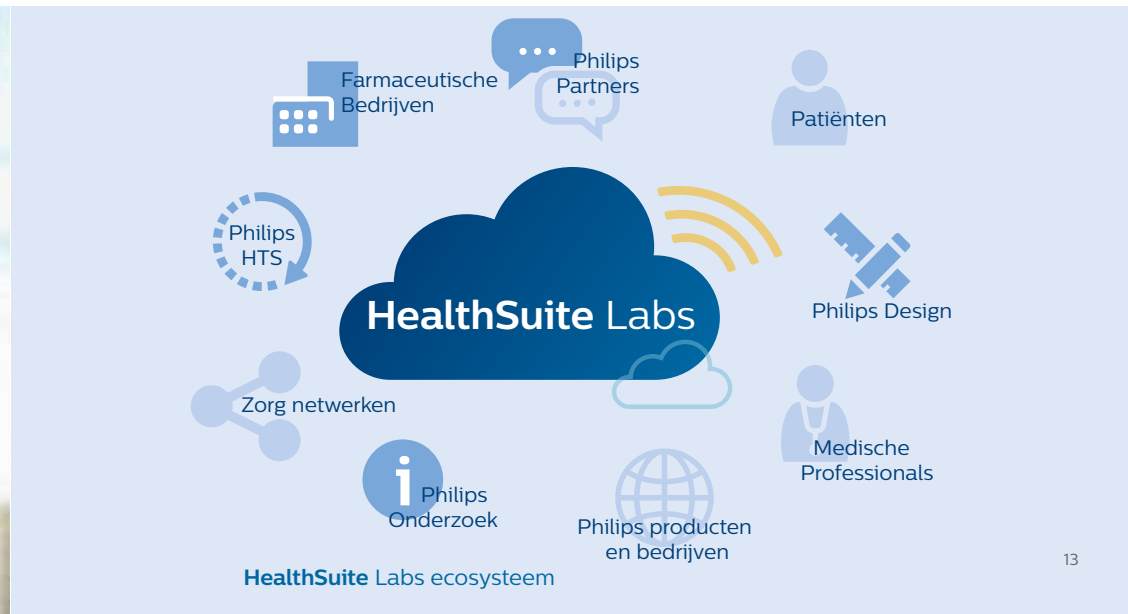 Farmaceutische
Bedrijven
Philips
Partners
Patiënten
Philips
HTS
HealthSuite Labs
Philips Design
Zorg netwerken
Medische
Professionals
Philips
Onderzoek
Philips producten
en bedrijven
HealthSuite Labs ecosysteem
13